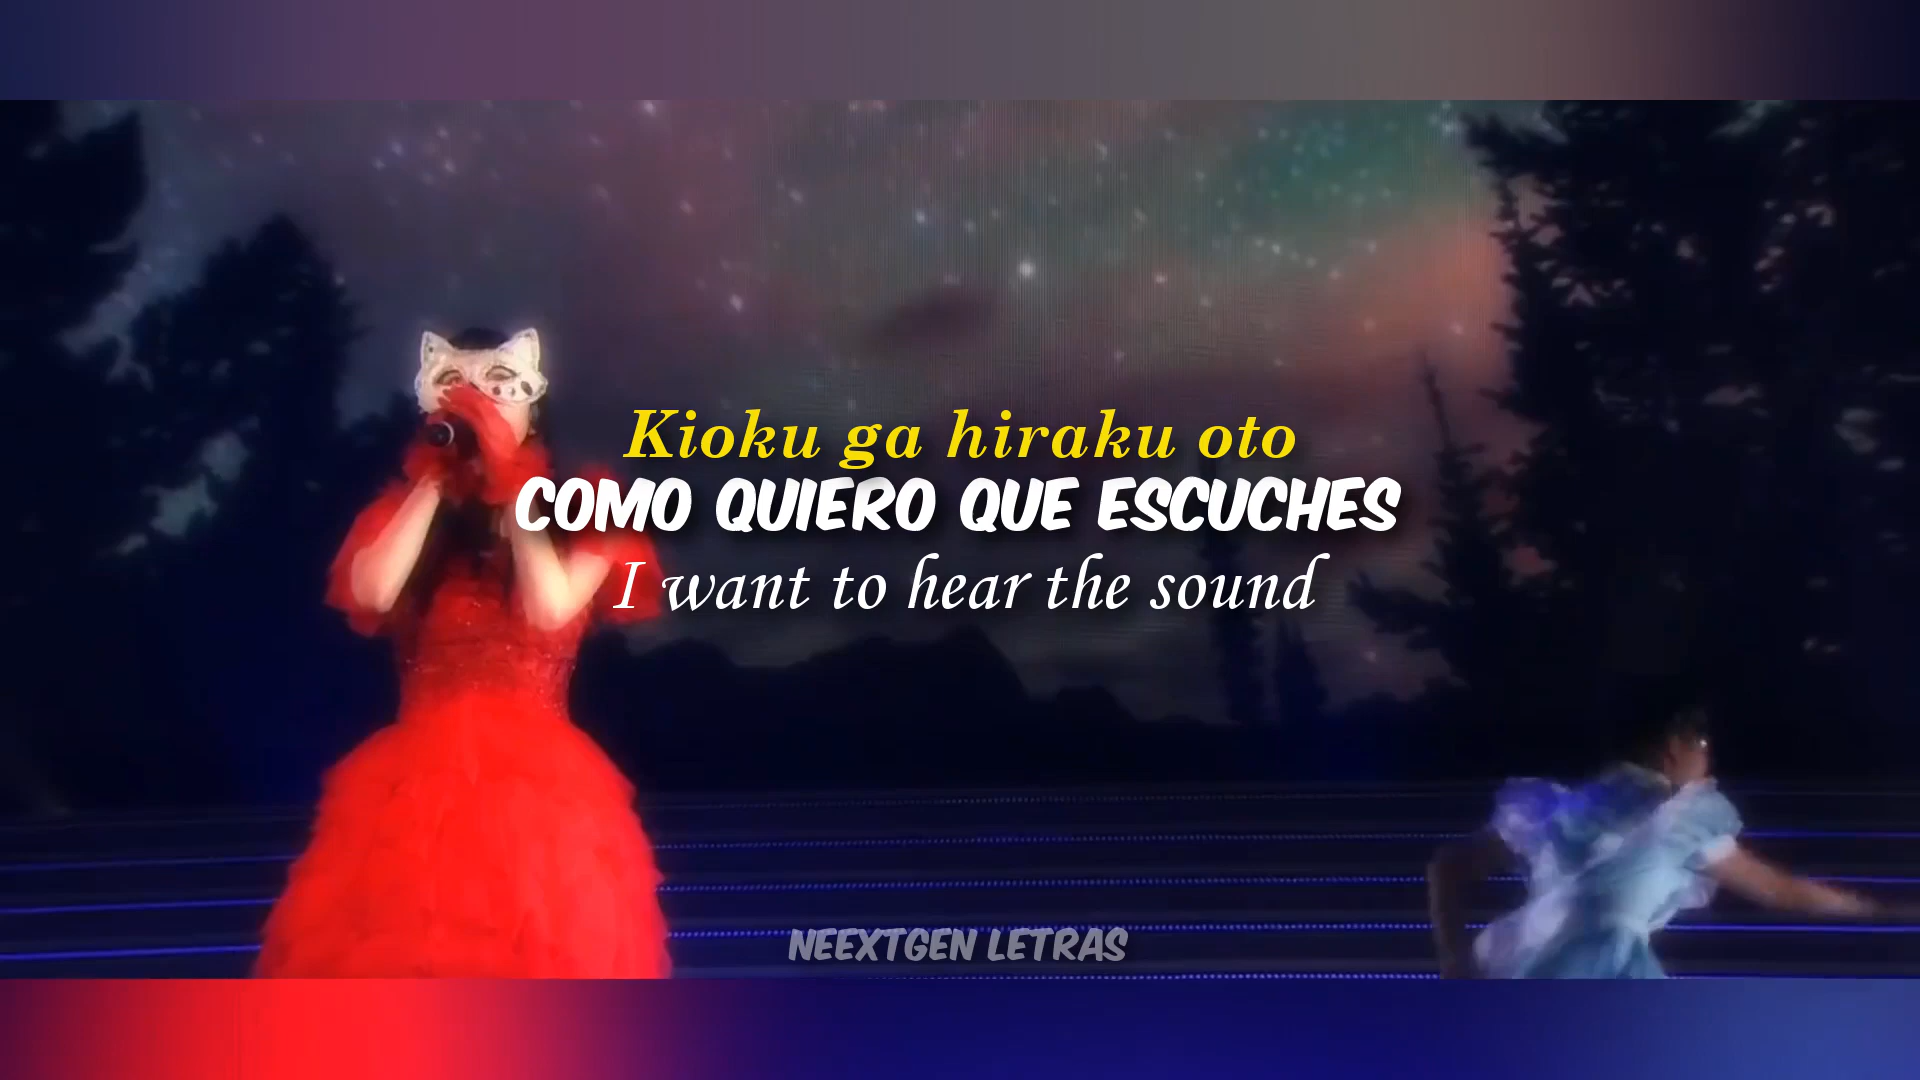 Kioku ga hiraku oto
COMO QUIERO QUE ESCUCHES
I want to hear the sound
NEEXTGEN LETRAS